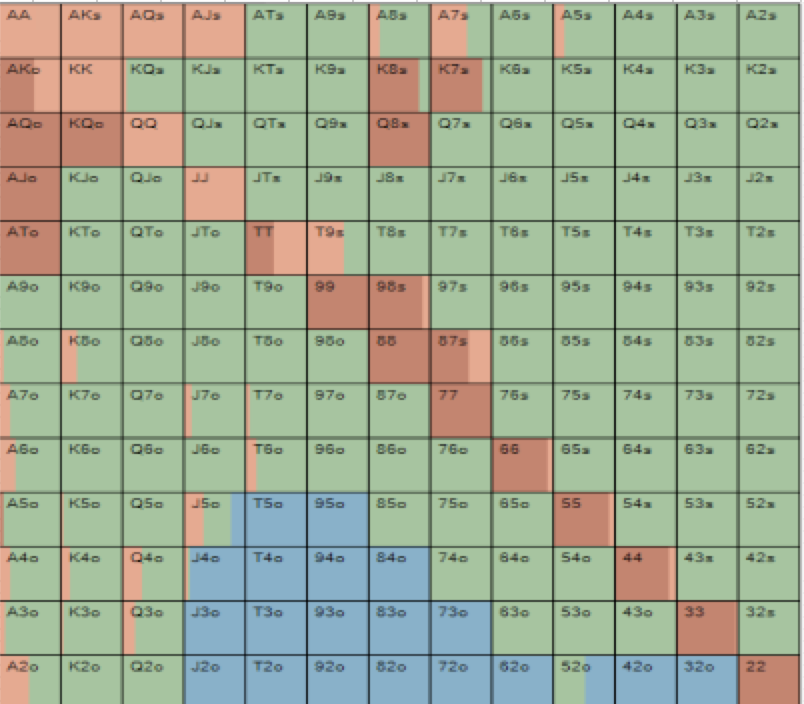 AA AKs AQs AJs ATs A9s A8s A7s A6s A5s A4s A3s A2s
AKo KK KQs KJs KTs K9s K8s K7s K6s K5s K4s K3s K2s
AQo KQo QQ QJs QTs Q9s Q8s Q7s Q6s Q5s Q4s Q3s Q2s
AJo KJo QJo JJ JTs J9s J8s J7s J6s J5s J4s J3s J2s
ATo KTo QTo JTo TT T9s T8s T7s T6s T5s T4s T3s T2s
A9o K9o Q9o J9o T9o 99 98s 97s 96s 95s 94s 93s 92s
A8o K8o Q8o J8o T8o 98o 88 87s 86s 85s 84s 83s 82s
A7o K7o Q7o J7o T7o 97o 87o 77 76s 75s 74s 73s 72s
A6o K6o Q6o J6o T6o 96o 86o 76o 66 65s 64s 63s 62s
A5o K5o Q5o J5o T5o 95o 85o 75o 65o 55 54s 53s 52s
A4o K4o Q4o J4o T4o 94o 84o 74o 64o 54o 44 43s 42s
A3o K3o Q3o J3o T3o 93o 83o 73o 63o 53o 43o 33 32s
A2o K2o Q2o J2o T2o 92o 82o 72o 62o 52o 42o 32o 22